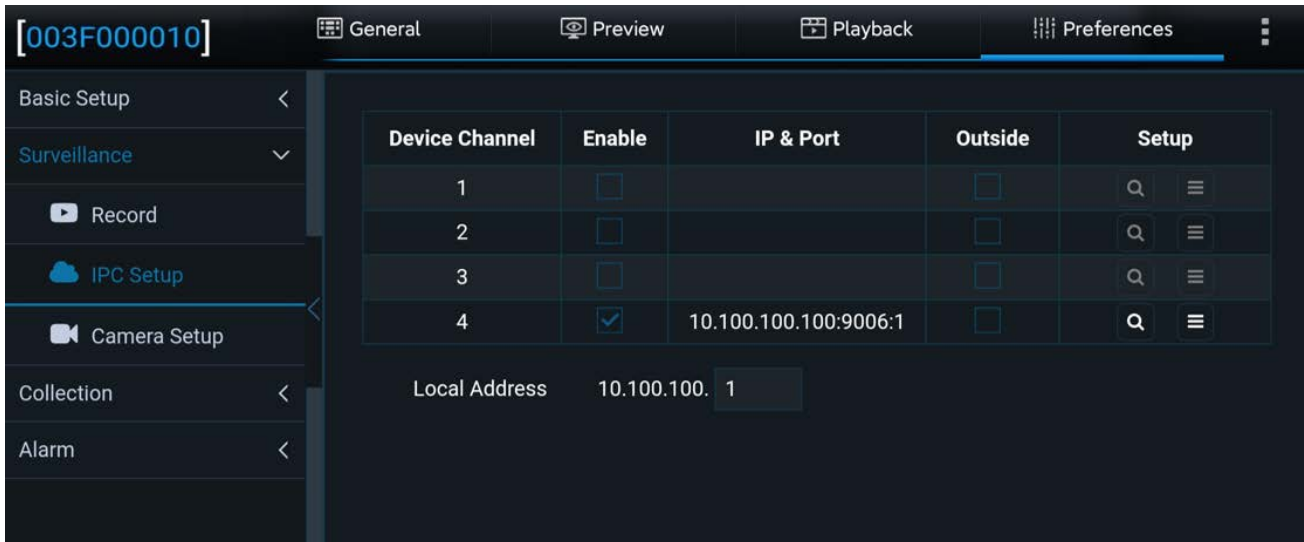 [003F000010]
General
Preview
Playback
Preferences
Basic Setup
Surveillance
Record
IPC Setup
Camera Setup
Collection
Alarm
Device Channel Enable IP & Port Outside Setup
1
2
3
4 10.100.100.100:9006:1
Local Address 10.100.100. 1